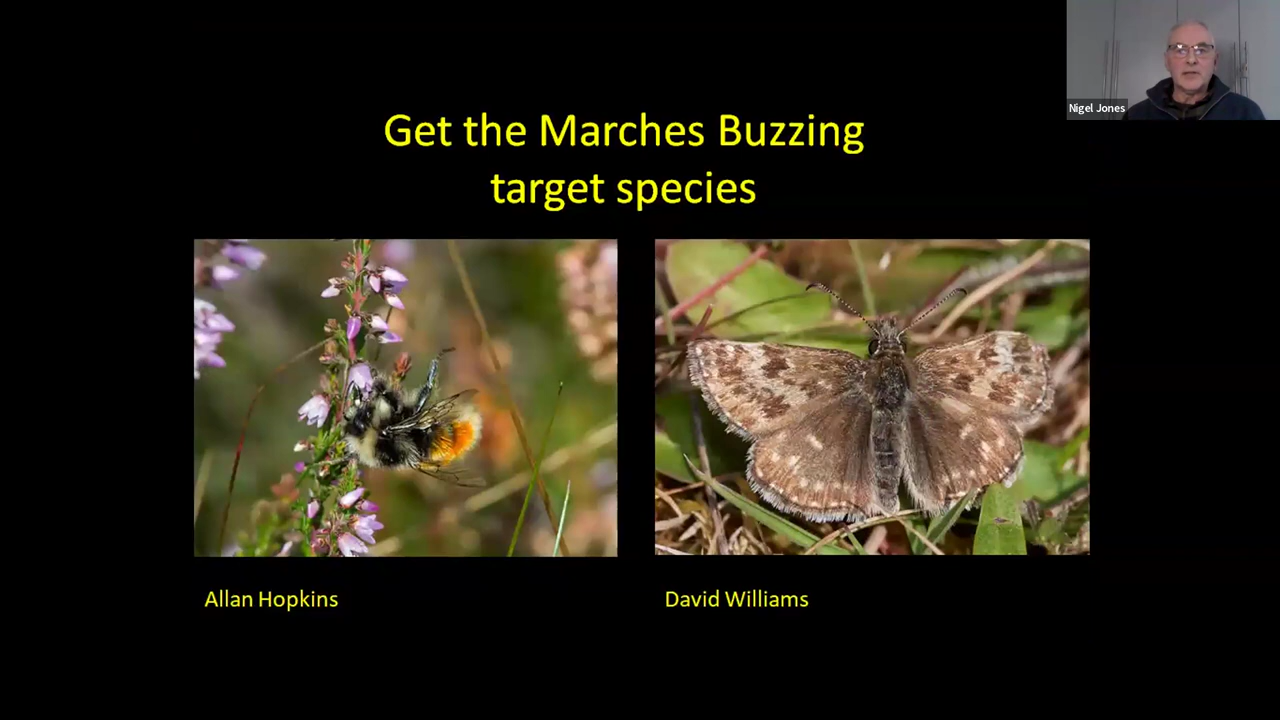 Get the Marches Buzzing
target species
Nigel Jones
Allan Hopkins
David Williams